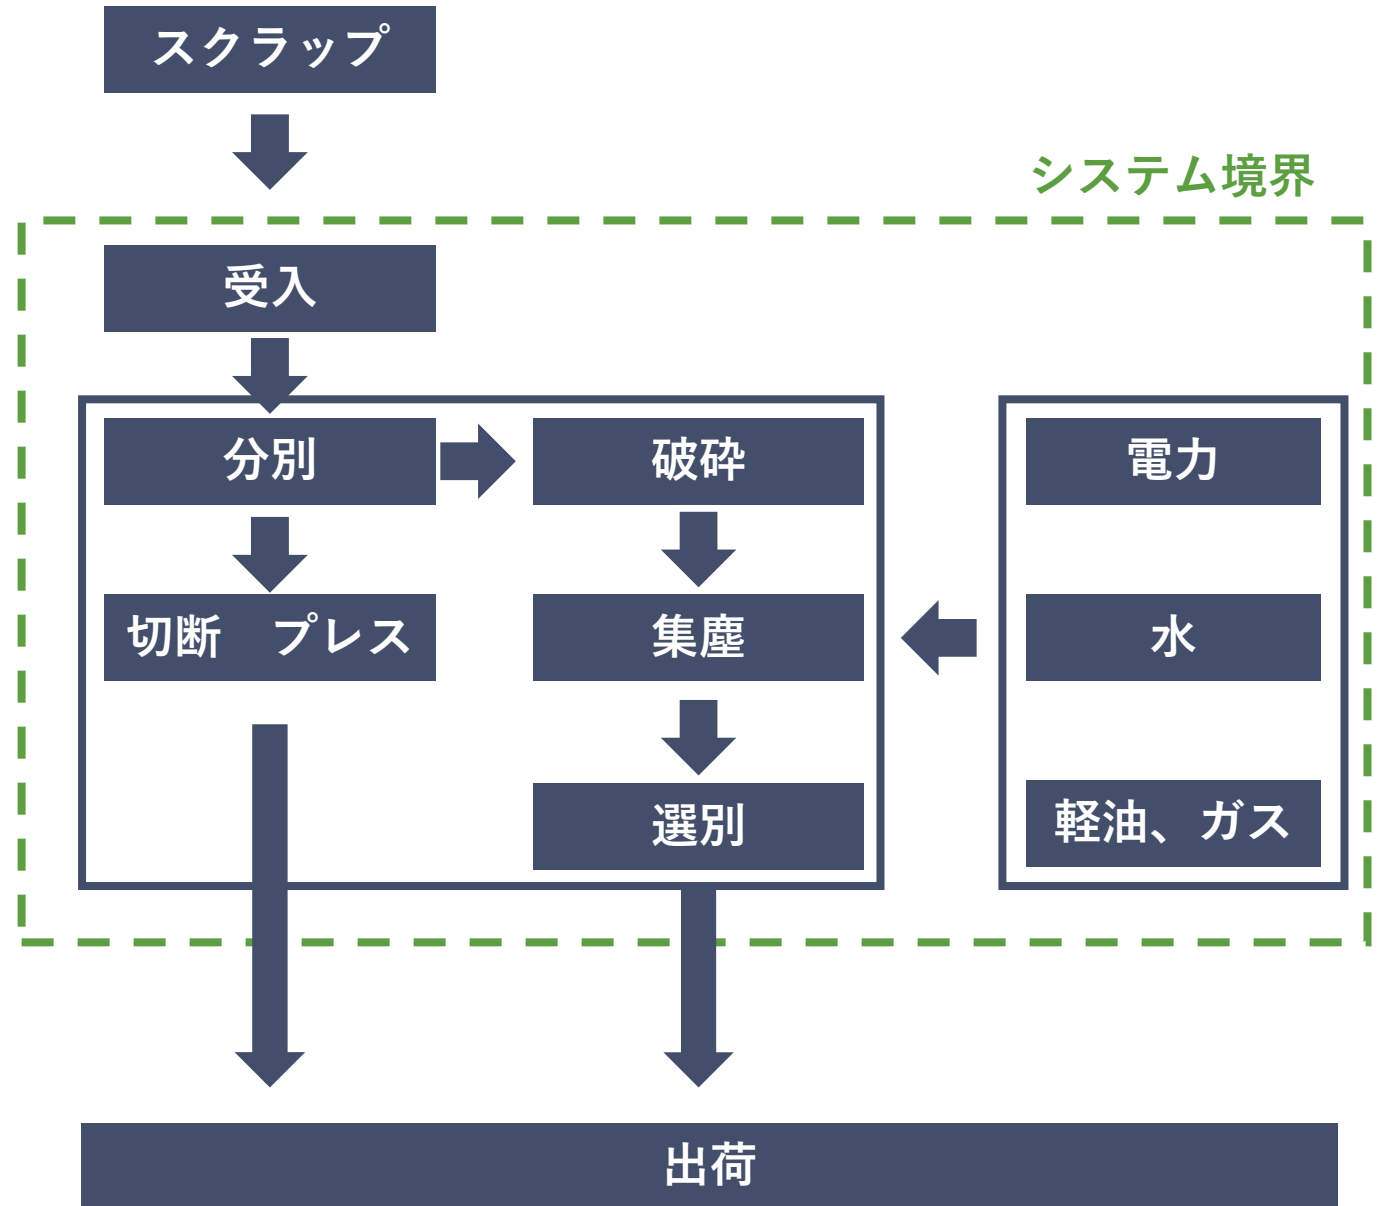 スクラップ
システム境界
受入
分別
破砕
電力
切断　プレス
集塵
水
選別
軽油、ガス
出荷